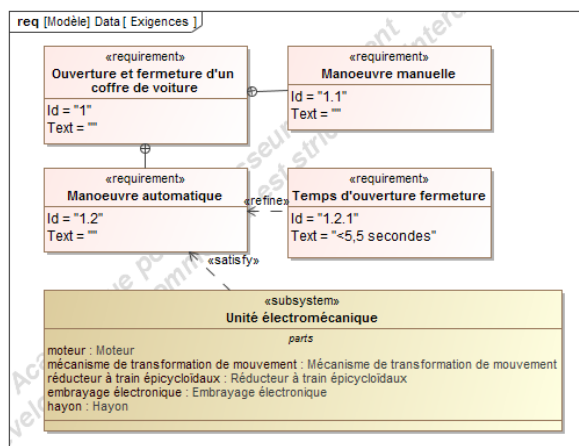 req [Modèle] Data [ Exigences ]
«requirement»
Ouverture et fermeture d'un
coffre de voiture
Id = "1"
Text = ""
«requirement»
Manoeuvre manuelle
Id = "1.1"
Text = ""
«requirement»
Manoeuvre automatique
Id = "1.2"
Text = ""
«refine»
«requirement»
Temps d'ouverture fermeture
Id = "1.2.1"
Text = "<5,5 secondes"
«satisfy»
«subsystem»
Unité électromécanique
parts
moteur : Moteur
mécanisme de transformation de mouvement : Mécanisme de transformation de mouvement
réducteur à train épicycloïdaux : Réducteur à train épicycloïdaux
embrayage électronique : Embrayage électronique
hayon : Hayon